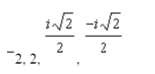 ⁻2, 2, i√2/2, -i√2/2